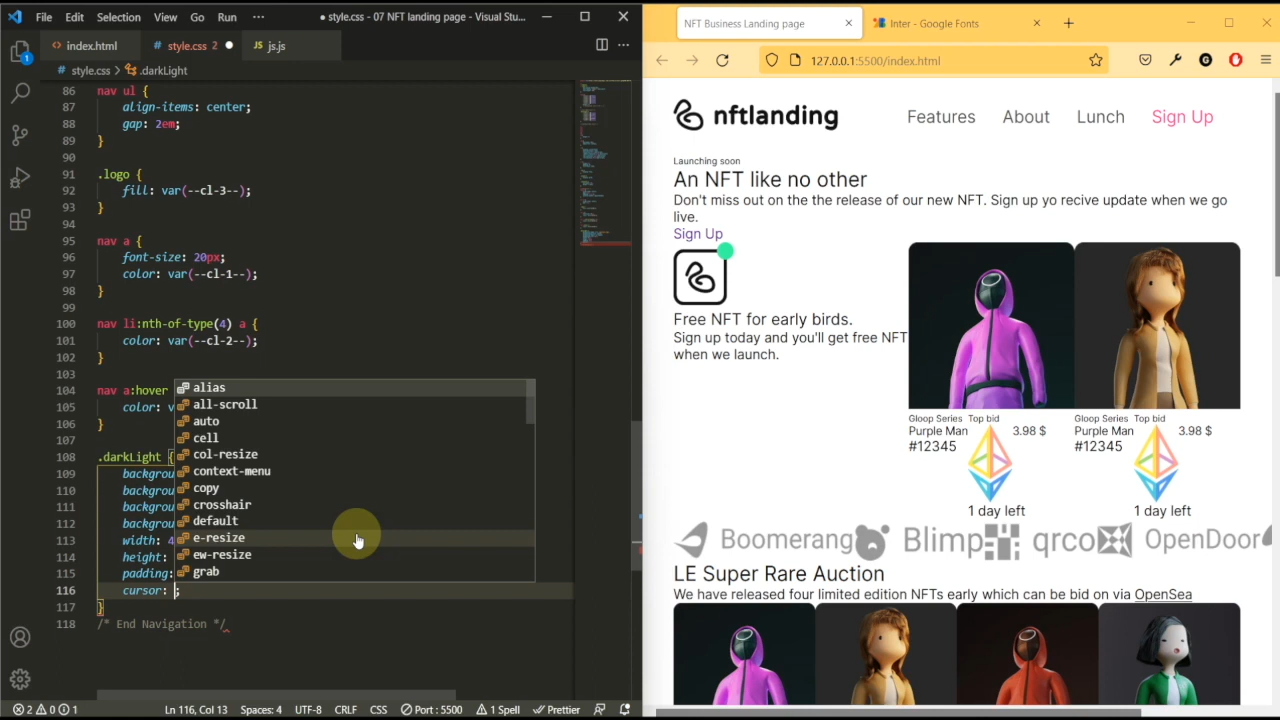 File Edit Selection View Go Run ··· ● style.css - 07 NFT landing page - Visual Stu...
index.html style.css 2 ● js.js
style.css > .darkLight
86 nav ul {
87 align-items: center;
88 gap: 2em;
89 }
90
91 .logo {
92 fill: var(--cl-3--);
93 }
94
95 nav a {
96 font-size: 20px;
97 color: var(--cl-1--);
98 }
99
100 nav li:nth-of-type(4) a {
101 color: var(--cl-2--);
102 }
103
104 nav a:hover
105 color: v
106 }
107
108 .darkLight {
109 backgrou
110 backgrou
111 backgrou
112 backgrou
113 width: 4
114 height:
115 padding:
116 cursor: ;
117 }
118 /* End Navigation */
alias
all-scroll
auto
cell
col-resize
context-menu
copy
crosshair
default
e-resize
ew-resize
grab
1
2 0 1 Ln 116, Col 13 Spaces: 4 UTF-8 CRLF CSS Port : 5500 1 Spell Prettier
NFT Business Landing page Inter - Google Fonts
127.0.0.1:5500/index.html
G
nftlanding Features About Lunch Sign Up
Launching soon
An NFT like no other
Don't miss out on the the release of our new NFT. Sign up yo recive update when we go
live.
Sign Up
Free NFT for early birds.
Sign up today and you'll get free NFT
when we launch.
Gloop Series Top bid
Purple Man 3.98 $
#12345
1 day left
Gloop Series Top bid
Purple Man 3.98 $
#12345
1 day left
Boomerang Blimp qrco OpenDoor
LE Super Rare Auction
We have released four limited edition NFTs early which can be bid on via OpenSea